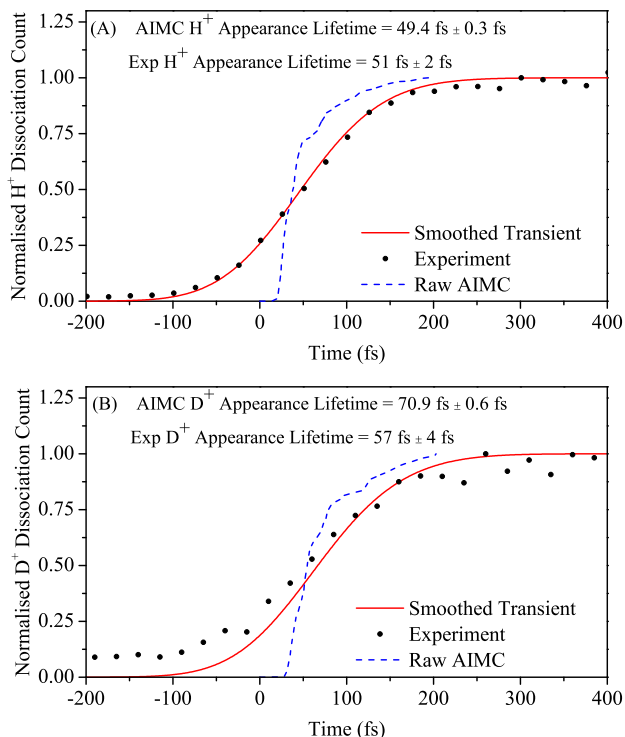 (A) AIMC H⁺ Appearance Lifetime = 49.4 fs ± 0.3 fs
Exp H⁺ Appearance Lifetime = 51 fs ± 2 fs
Normalised H⁺ Dissociation Count
1.25
1.00
0.75
0.50
0.25
0.00
Smoothed Transient
Experiment
Raw AIMC
-200 -100 0 100 200 300 400
Time (fs)
(B) AIMC D⁺ Appearance Lifetime = 70.9 fs ± 0.6 fs
Exp D⁺ Appearance Lifetime = 57 fs ± 4 fs
Normalised D⁺ Dissociation Count
1.25
1.00
0.75
0.50
0.25
0.00
Smoothed Transient
Experiment
Raw AIMC
-200 -100 0 100 200 300 400
Time (fs)